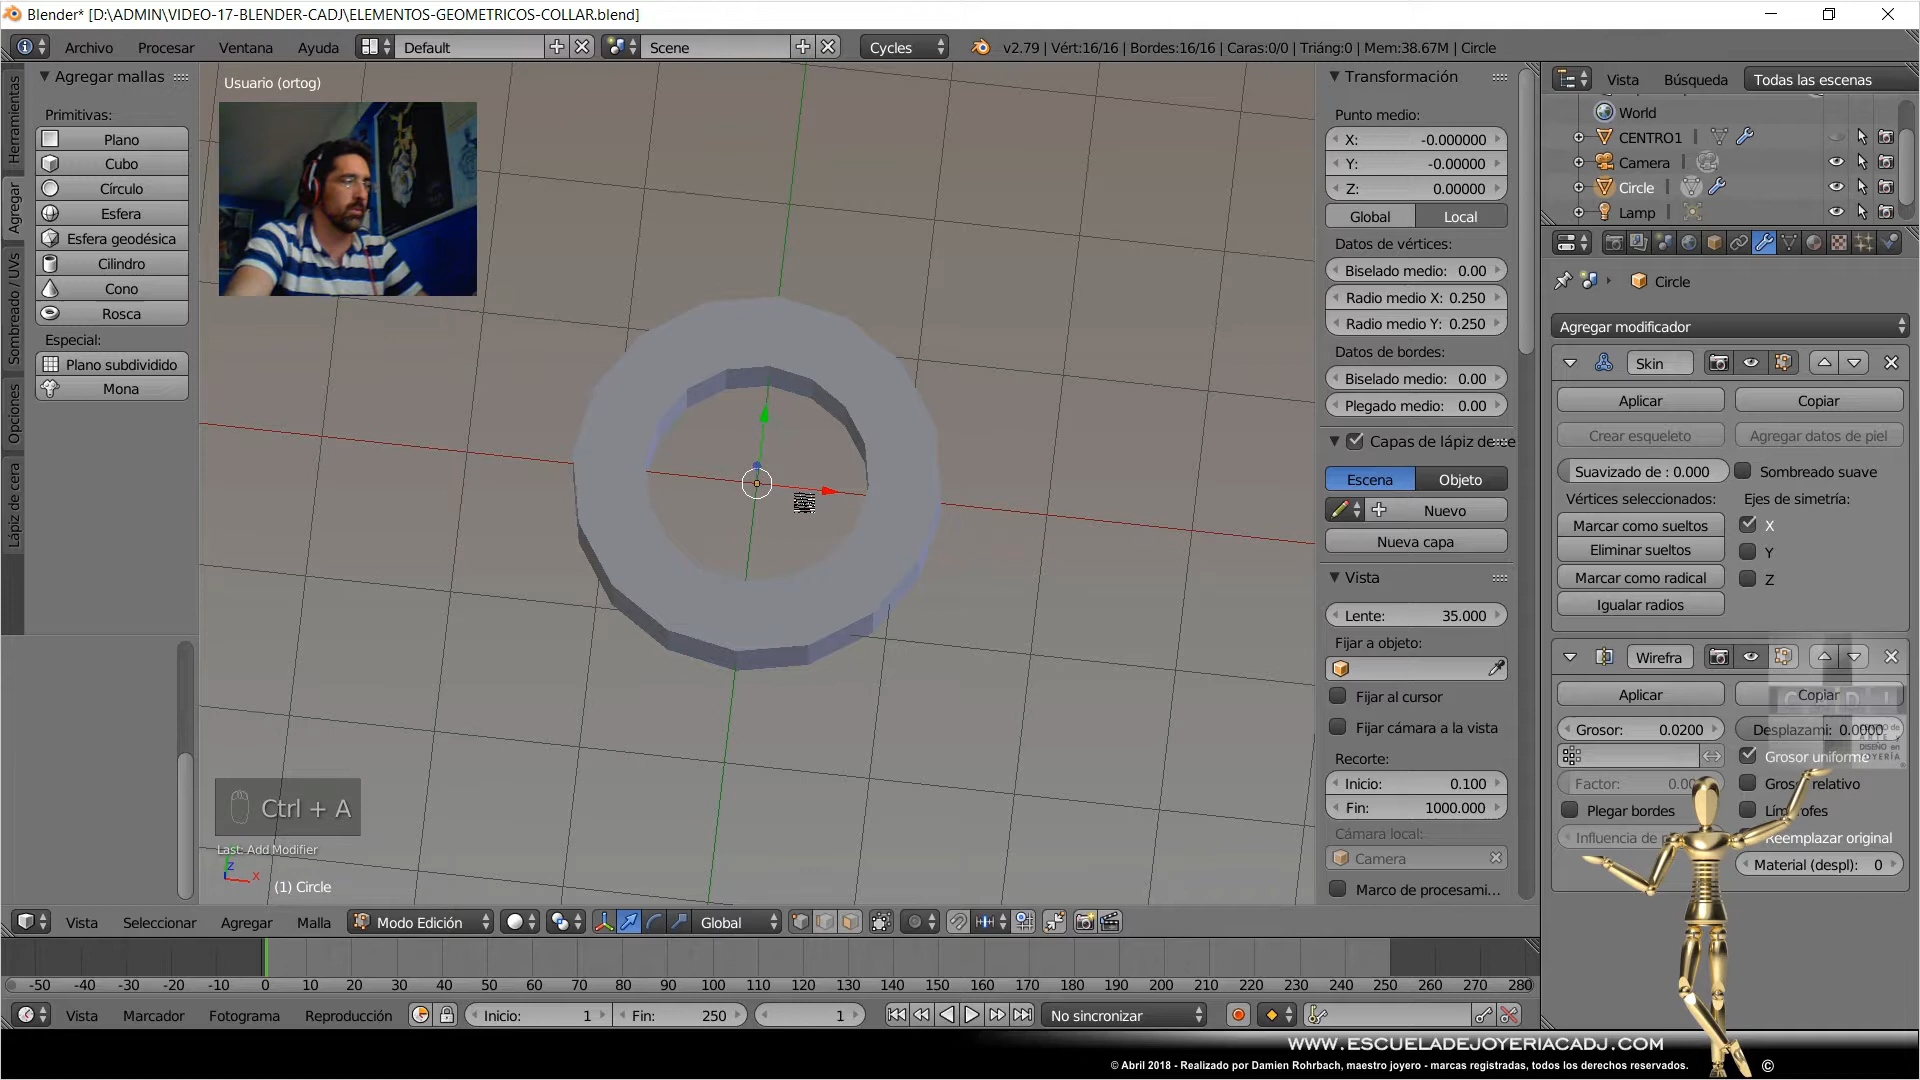 Blender* [D:\ADMIN\VIDEO-17-BLENDER-CADJ\ELEMENTOS-GEOMETRICOS-COLLAR.blend]
Archivo Procesar Ventana Ayuda Default Scene Cycles v2.79 | Vért:16/16 | Bordes:16/16 | Caras:0/0 | Triáng:0 | Mem:38.67M | Circle
Herramientas
Agregar
Sombreado / UVs
Opciones
Lápiz de cera
Agregar mallas
Primitivas:
Plano
Cubo
Círculo
Esfera
Esfera geodésica
Cilindro
Cono
Rosca
Especial:
Plano subdividido
Mona
Usuario (ortog)
Ctrl + A
Last: Add Modifier
Z
X
(1) Circle
Transformación
Punto medio:
X: -0.000000
Y: -0.00000
Z: 0.00000
Global Local
Datos de vértices:
Biselado medio: 0.00
Radio medio X: 0.250
Radio medio Y: 0.250
Datos de bordes:
Biselado medio: 0.00
Plegado medio: 0.00
Capas de lápiz de ce
Escena Objeto
Nuevo
Nueva capa
Vista
Lente: 35.000
Fijar a objeto:
Fijar al cursor
Fijar cámara a la vista
Recorte:
Inicio: 0.100
Fin: 1000.000
Cámara local:
Camera
Marco de procesami...
Vista Búsqueda Todas las escenas
World
CENTRO1
Camera
Circle
Lamp
Circle
Agregar modificador
Skin
Aplicar Copiar
Crear esqueleto Agregar datos de piel
Suavizado de : 0.000 Sombreado suave
Vértices seleccionados: Ejes de simetría:
Marcar como sueltos X
Eliminar sueltos Y
Marcar como radical Z
Igualar radios
Wirefra
Aplicar Copiar
Grosor: 0.0200 Desplazami: 0.0000
Grosor uniforme
Factor: 0.00 Grosor relativo
Plegar bordes
Influencia de
Reemplazar original
Material (despl): 0
Vista Seleccionar Agregar Malla Modo Edición Global
-50 -40 -30 -20 -10 0 10 20 30 40 50 60 70 80 90 100 110 120 130 140 150 160 170 180 190 200 210 220 230 240 250 260 270 280
Vista Marcador Fotograma Reproducción Inicio: 1 Fin: 250 1 No sincronizar
WWW.ESCUELADEJOYERIACADJ.COM
© Abril 2018 - Realizado por Damien Rohrbach, maestro joyero - marcas registradas, todos los derechos reservados. ©